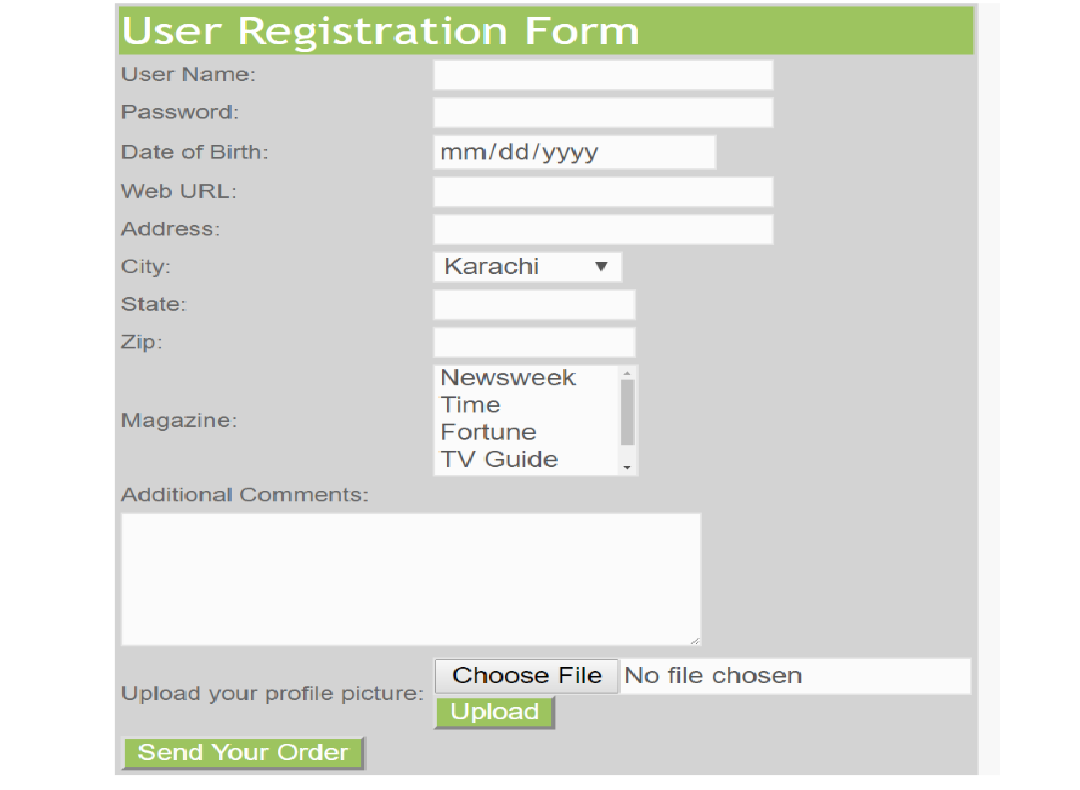 User Registration Form
User Name:
Password:
Date of Birth: mm/dd/yyyy
Web URL:
Address:
City: Karachi
State:
Zip:
Magazine:
Newsweek
Time
Fortune
TV Guide
Additional Comments:
Upload your profile picture: Choose File No file chosen
Upload
Send Your Order